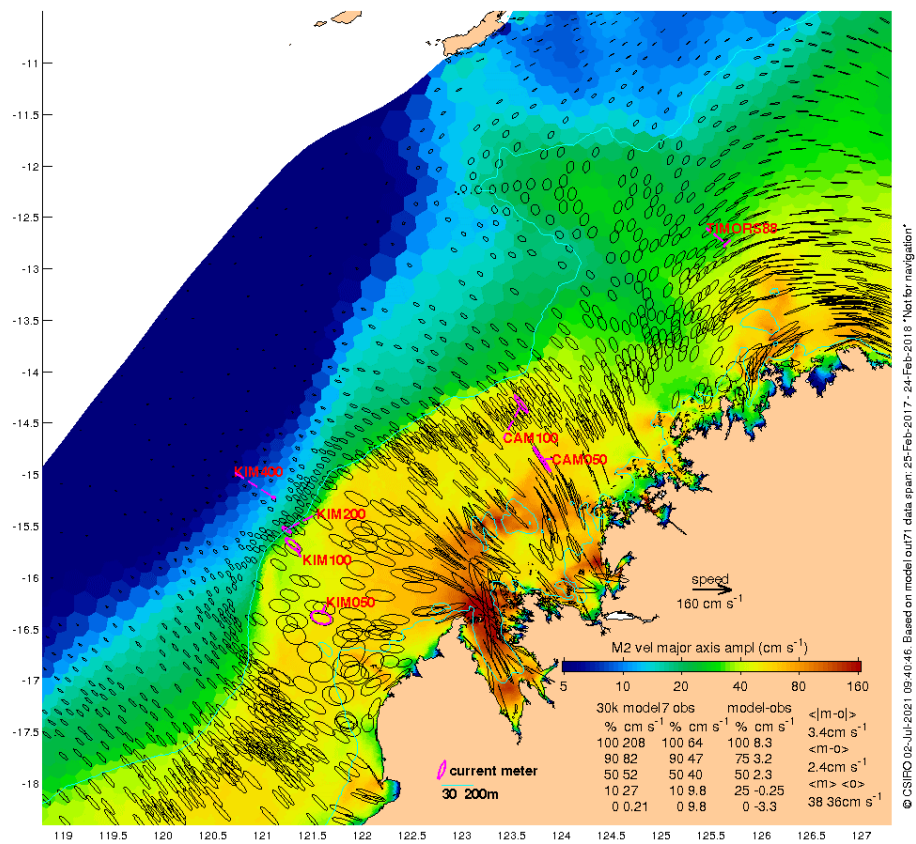 -11
-11.5
-12
-12.5
-13
-13.5
-14
-14.5
-15
-15.5
-16
-16.5
-17
-17.5
-18
TIMORS88
CAM100
CAM050
KIM400
KIM200
KIM100
KIM050
speed
160 cm s⁻¹
M2 vel major axis ampl (cm s⁻¹)
5 10 20 40 80 160
30k model 7 obs model-obs
% cm s⁻¹ % cm s⁻¹ % cm s⁻¹
100 208 100 64 100 8.3
90 82 90 47 75 3.2
50 52 50 40 50 2.3
10 27 10 9.8 25 -0.25
0 0.21 0 9.8 0 -3.3
<|m-o|>
3.4cm s⁻¹
<m-o>
2.4cm s⁻¹
<m> <o>
38 36cm s⁻¹
current meter
30 200m
119 119.5 120 120.5 121 121.5 122 122.5 123 123.5 124 124.5 125 125.5 126 126.5 127
© CSIRO 02-Jul-2021 09:40:46. Based on model out71 data span: 25-Feb-2017 - 24-Feb-2018 *Not for navigation*